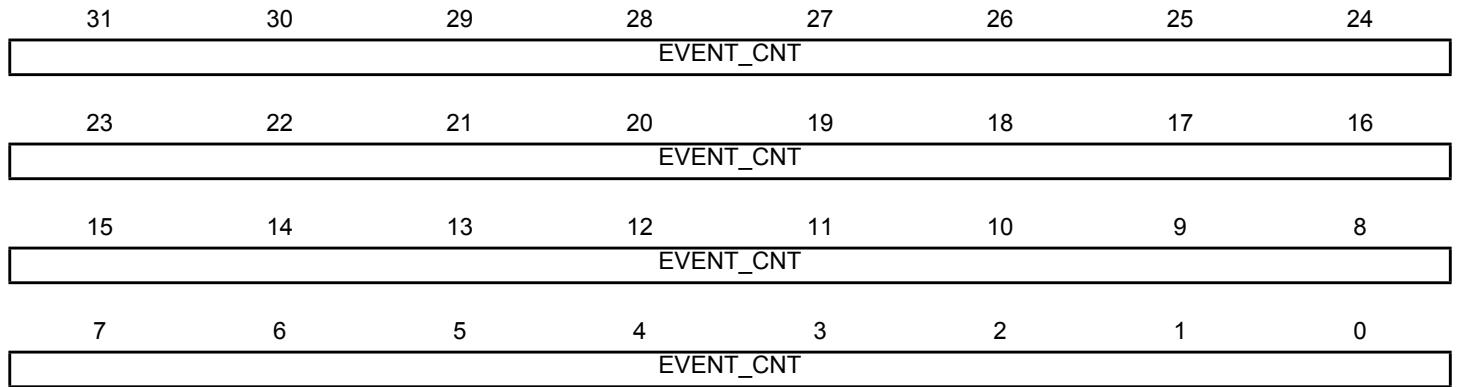 31 30 29 28 27 26 25 24
EVENT_CNT
23 22 21 20 19 18 17 16
EVENT_CNT
15 14 13 12 11 10 9 8
EVENT_CNT
7 6 5 4 3 2 1 0
EVENT_CNT